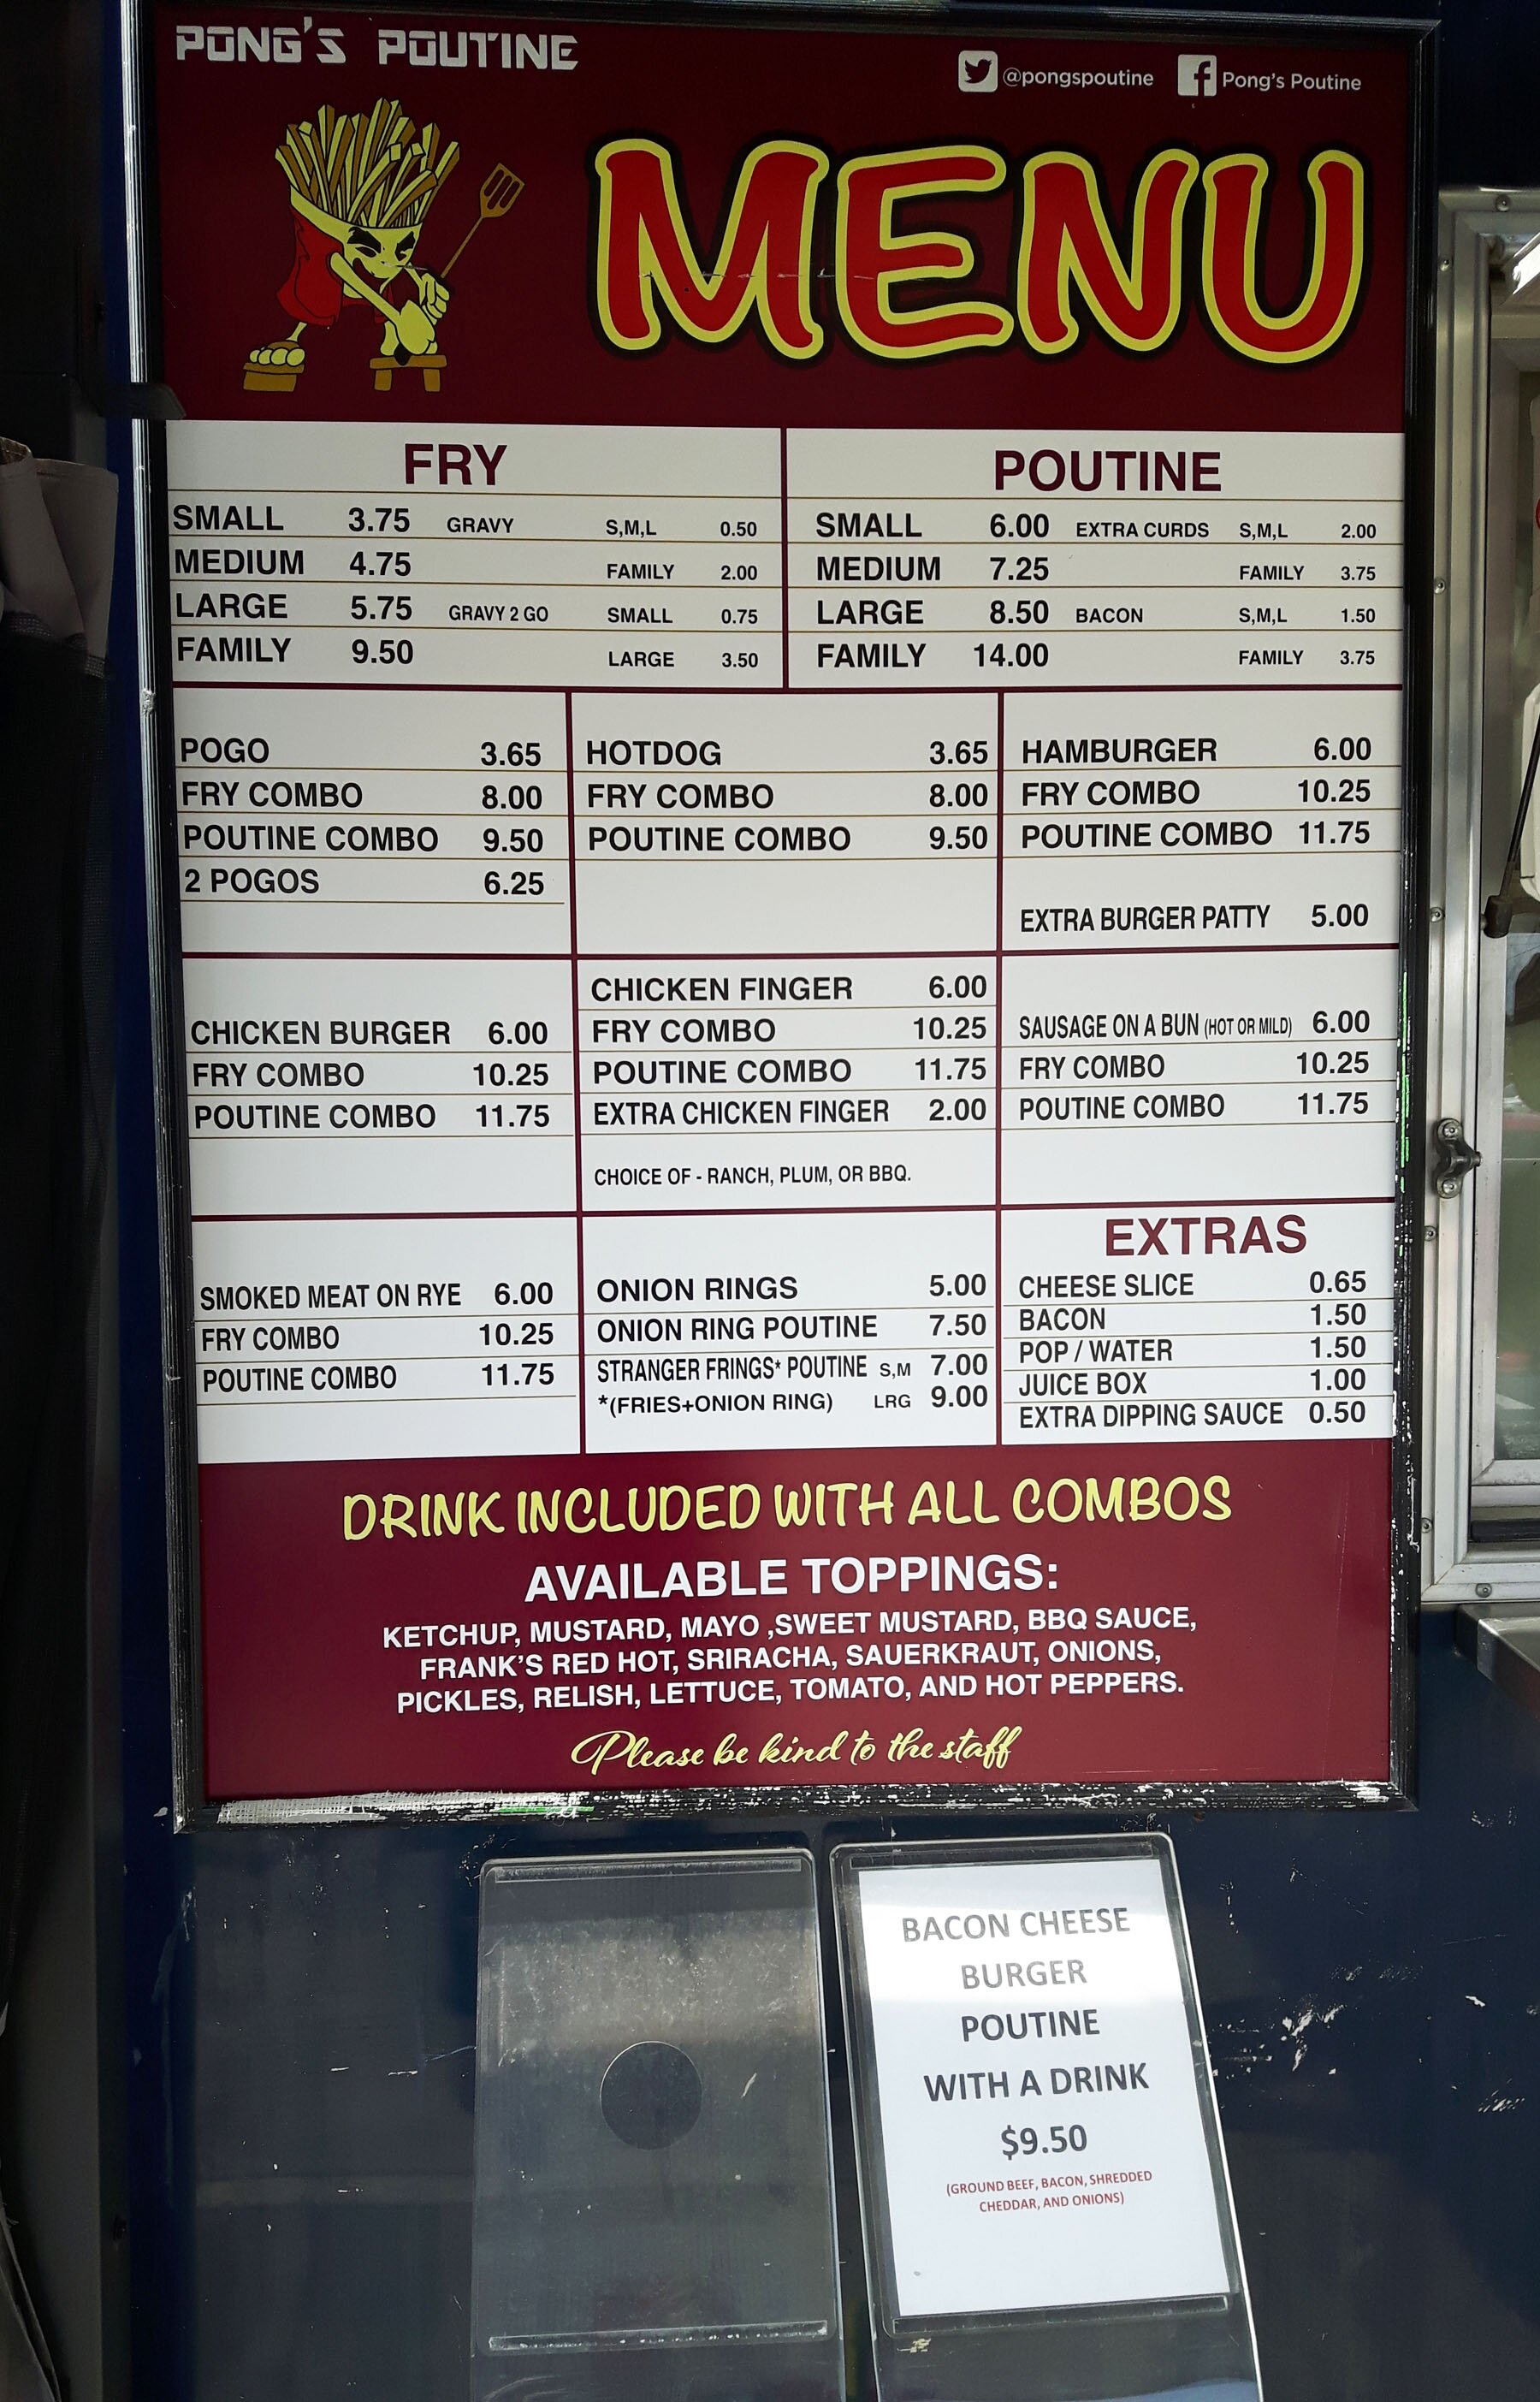 PONG'S POUTINE
@pongspoutine Pong's Poutine
MENU
FRY
SMALL 3.75 GRAVY S,M,L 0.50
MEDIUM 4.75 FAMILY 2.00
LARGE 5.75 GRAVY 2 GO SMALL 0.75
FAMILY 9.50 LARGE 3.50
POUTINE
SMALL 6.00 EXTRA CURDS S,M,L 2.00
MEDIUM 7.25 FAMILY 3.75
LARGE 8.50 BACON S,M,L 1.50
FAMILY 14.00 FAMILY 3.75
POGO 3.65
FRY COMBO 8.00
POUTINE COMBO 9.50
2 POGOS 6.25
HOTDOG 3.65
FRY COMBO 8.00
POUTINE COMBO 9.50
HAMBURGER 6.00
FRY COMBO 10.25
POUTINE COMBO 11.75
EXTRA BURGER PATTY 5.00
CHICKEN BURGER 6.00
FRY COMBO 10.25
POUTINE COMBO 11.75
CHICKEN FINGER 6.00
FRY COMBO 10.25
POUTINE COMBO 11.75
EXTRA CHICKEN FINGER 2.00
CHOICE OF - RANCH, PLUM, OR BBQ.
SAUSAGE ON A BUN (HOT OR MILD) 6.00
FRY COMBO 10.25
POUTINE COMBO 11.75
SMOKED MEAT ON RYE 6.00
FRY COMBO 10.25
POUTINE COMBO 11.75
ONION RINGS 5.00
ONION RING POUTINE 7.50
STRANGER FRINGS* POUTINE S,M 7.00
*(FRIES+ONION RING) LRG 9.00
EXTRAS
CHEESE SLICE 0.65
BACON 1.50
POP / WATER 1.50
JUICE BOX 1.00
EXTRA DIPPING SAUCE 0.50
DRINK INCLUDED WITH ALL COMBOS
AVAILABLE TOPPINGS:
KETCHUP, MUSTARD, MAYO ,SWEET MUSTARD, BBQ SAUCE,
FRANK'S RED HOT, SRIRACHA, SAUERKRAUT, ONIONS,
PICKLES, RELISH, LETTUCE, TOMATO, AND HOT PEPPERS.
Please be kind to the staff
BACON CHEESE
BURGER
POUTINE
WITH A DRINK
$9.50
(GROUND BEEF, BACON, SHREDDED
CHEDDAR, AND ONIONS)